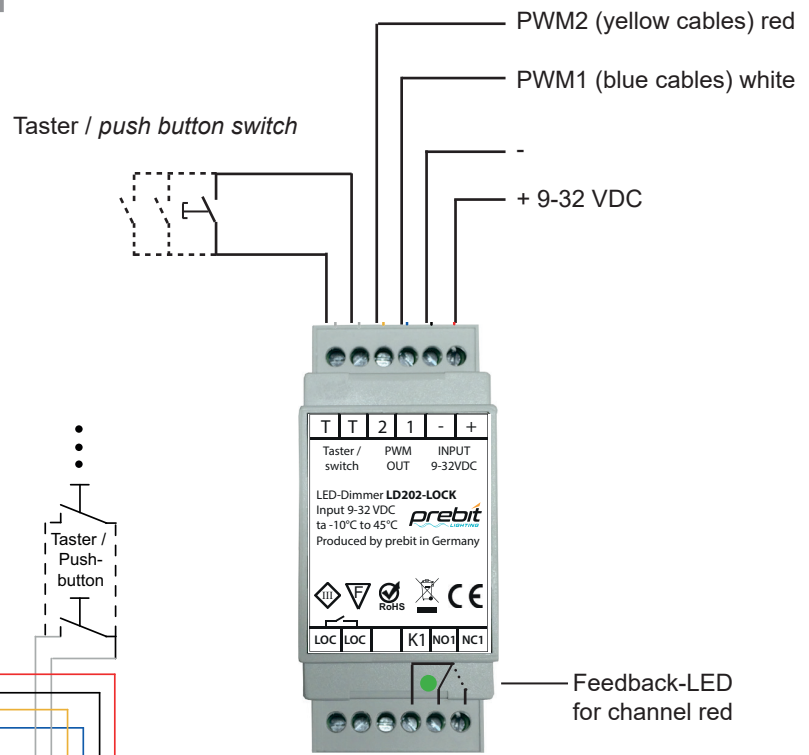 PWM2 (yellow cables) red
PWM1 (blue cables) white
Taster / push button switch
-
+ 9-32 VDC
T T 2 1 - +
Taster / switch
PWM OUT
INPUT 9-32VDC
LED-Dimmer LD202-LOCK
Input 9-32 VDC
ta -10°C to 45°C
prebit
LIGHTING
Produced by prebit in Germany
III
F
RoHS
CE
LOC LOC K1 NO1 NC1
Taster /
Push-
button
Feedback-LED
for channel red